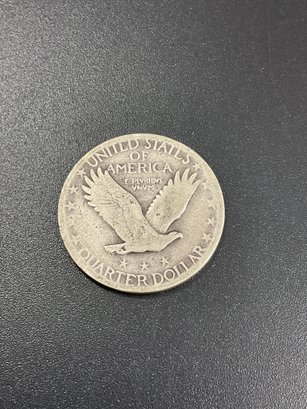 UNITED STATES
OF
AMERICA
E·PLURIBUS
UNUM
QUARTER DOLLAR